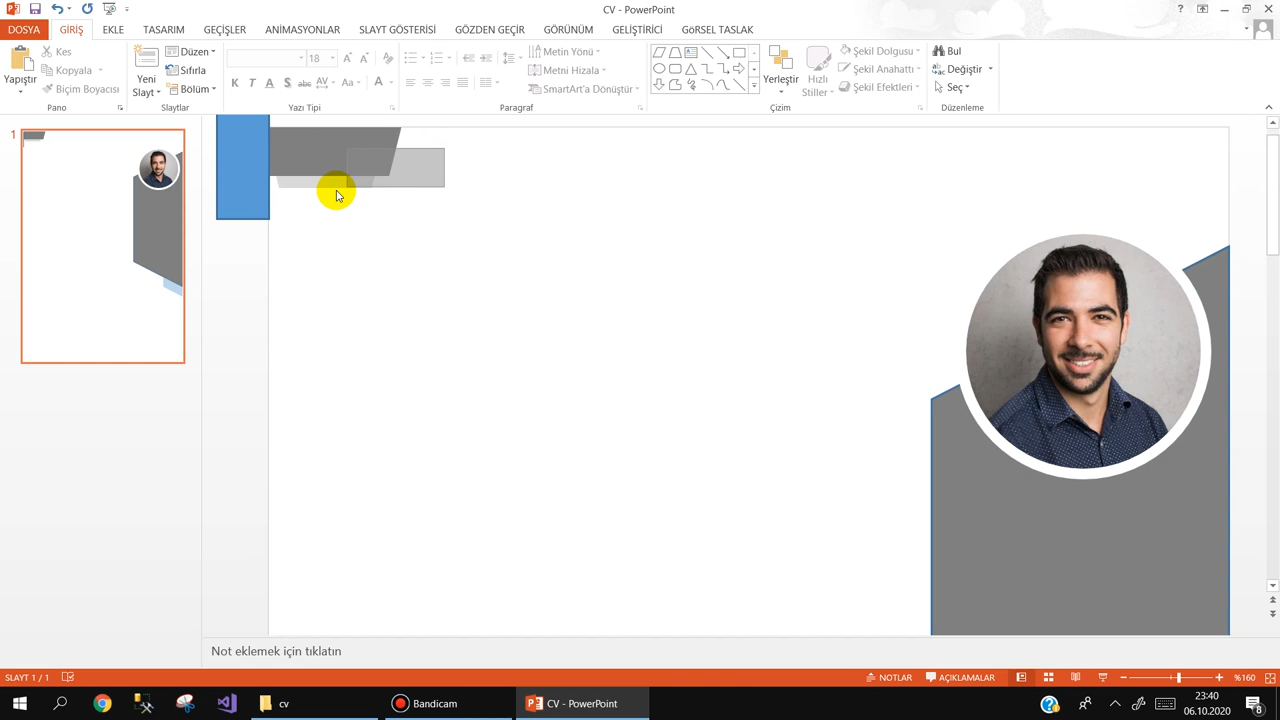 CV - PowerPoint
DOSYA GİRİŞ EKLE TASARIM GEÇİŞLER ANİMASYONLAR SLAYT GÖSTERİSİ GÖZDEN GEÇİR GÖRÜNÜM GELİŞTİRİCİ GöRSEL TASLAK
Yapıştır
Kes
Kopyala
Biçim Boyacısı
Pano
Yeni Slayt
Düzen
Sıfırla
Bölüm
Slaytlar
18
K T A S abc AV Aa A
Yazı Tipi
Metin Yönü
Metni Hizala
SmartArt'a Dönüştür
Paragraf
Yerleştir
Hızlı Stiller
Şekil Dolgusu
Şekil Anahattı
Şekil Efektleri
Çizim
Bul
Değiştir
Seç
Düzenleme
1
Not eklemek için tıklatın
SLAYT 1 / 1
NOTLAR
AÇIKLAMALAR
%160
cv
Bandicam
CV - PowerPoint
23:40
06.10.2020
8